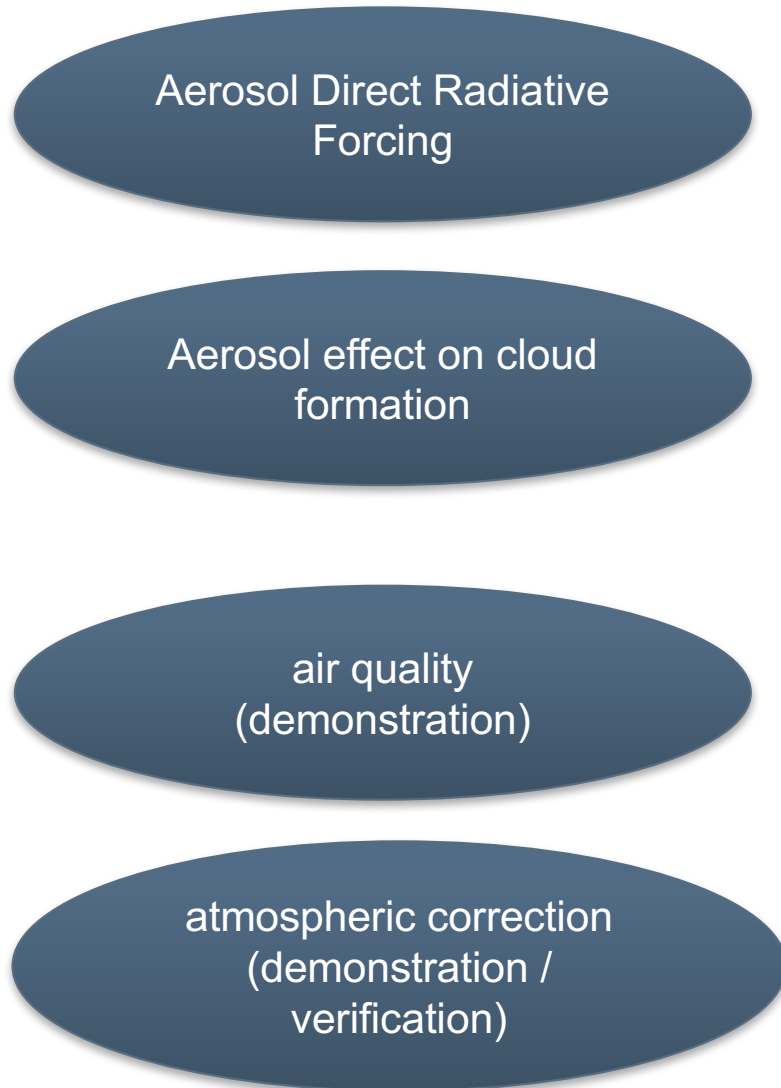 Aerosol Direct Radiative
Forcing
Aerosol effect on cloud
formation
air quality
(demonstration)
atmospheric correction
(demonstration /
verification)